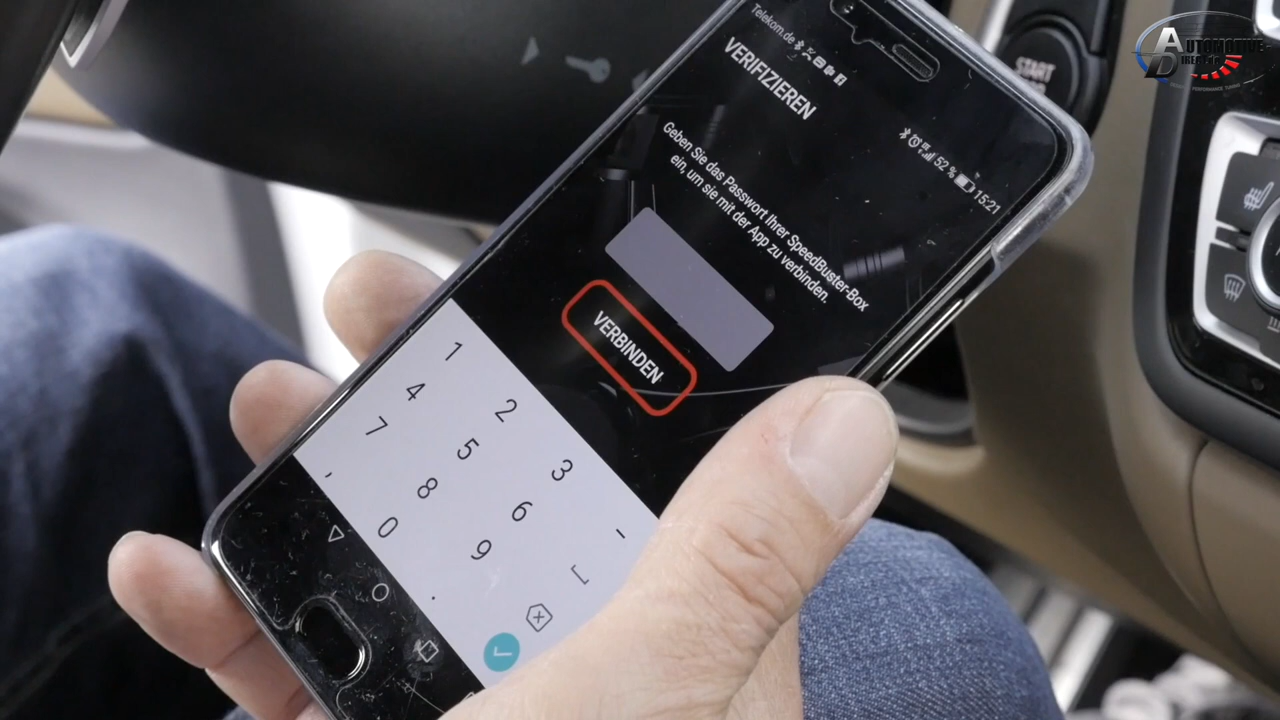 Telekom.de
52 % 15:21
VERIFIZIEREN
Geben Sie das Passwort Ihrer SpeedBuster-Box
ein, um sie mit der App zu verbinden.
VERBINDEN
1 2 3 -
4 5 6
7 8 9
, 0 .
START
AUTOMOTIVE